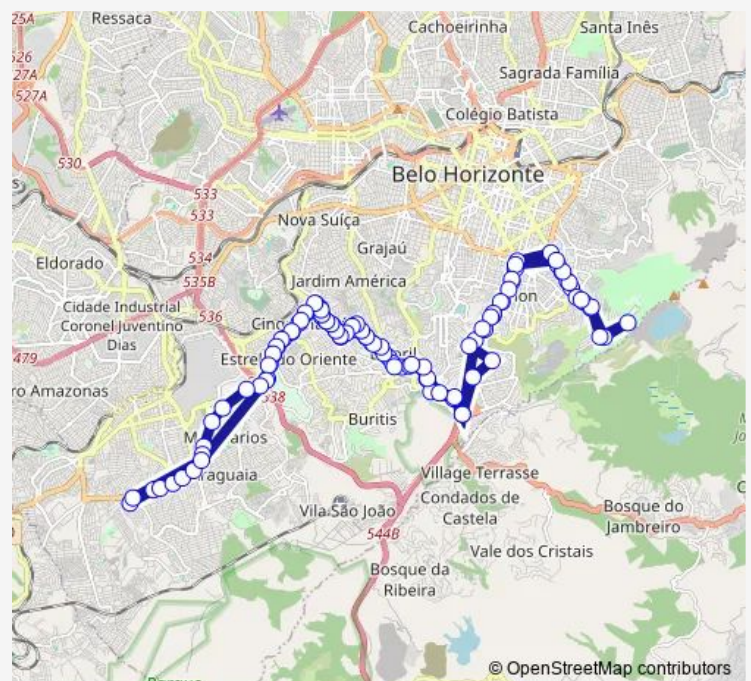 Ressaca
Cachoeirinha
Santa Inês
25A
526
27A
527A
Sagrada Família
Colégio Batista
530
Belo Horizonte
533
533
Nova Suíça
Grajaú
534
Eldorado
535B
Jardim América
Cidade Industrial
Coronel Juventino
Dias
536
479
Estrela do Oriente
ro Amazonas
538
Buritis
Village Terrasse
Condados de
Castela
Vila São João
Bosque do
Jambreiro
544B
Vale dos Cristais
Bosque da
Ribeira
© OpenStreetMap contributors